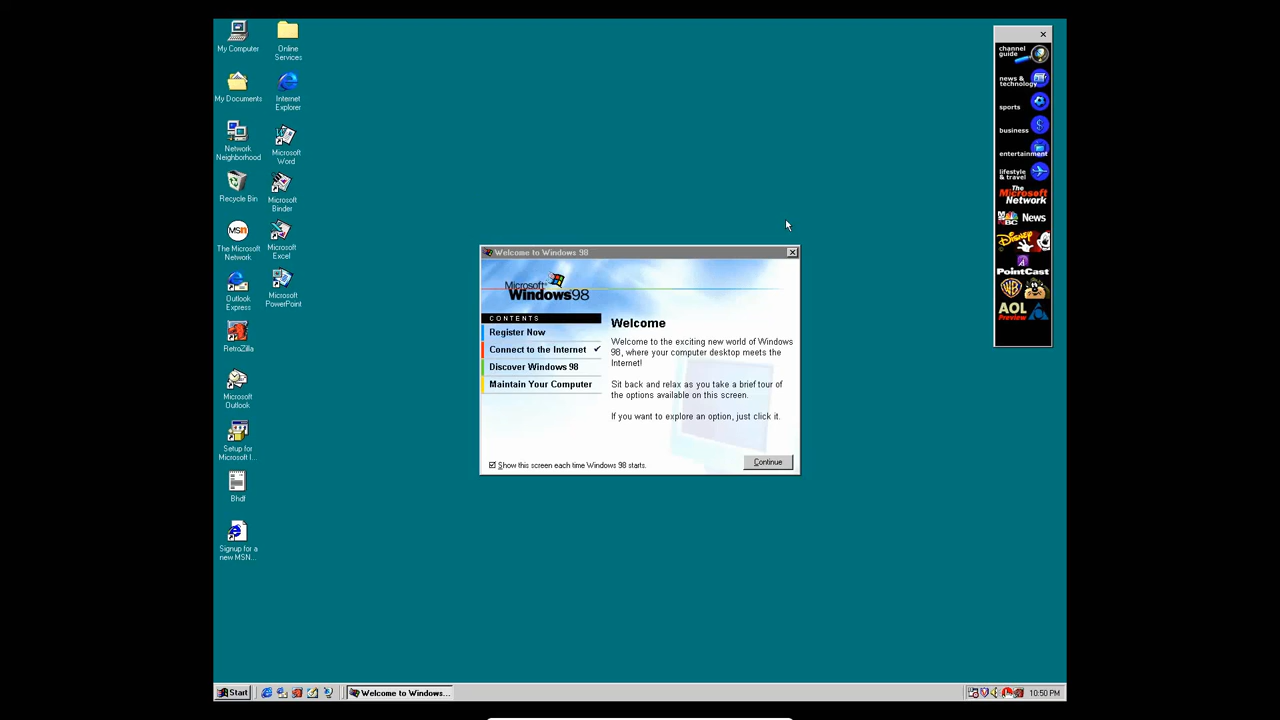 My Computer
Online
Services
My Documents
Internet
Explorer
Network
Neighborhood
Microsoft
Word
Recycle Bin
Microsoft
Binder
The Microsoft
Network
Microsoft
Excel
Outlook
Express
Microsoft
PowerPoint
RetroZilla
Microsoft
Outlook
Setup for
Microsoft I...
Bhdf
Signup for a
new MSN...
Welcome to Windows 98
Microsoft
Windows98
CONTENTS
Register Now
Connect to the Internet
Discover Windows 98
Maintain Your Computer
Welcome
Welcome to the exciting new world of Windows
98, where your computer desktop meets the
Internet!
Sit back and relax as you take a brief tour of
the options available on this screen.
If you want to explore an option, just click it.
Show this screen each time Windows 98 starts.
Continue
channel
guide
news &
technology
sports
business
entertainment
lifestyle
& travel
The
Microsoft
Network
MSNBC News
Disney
PointCast
WB
AOL
Preview
Start
Welcome to Windows...
10:50 PM